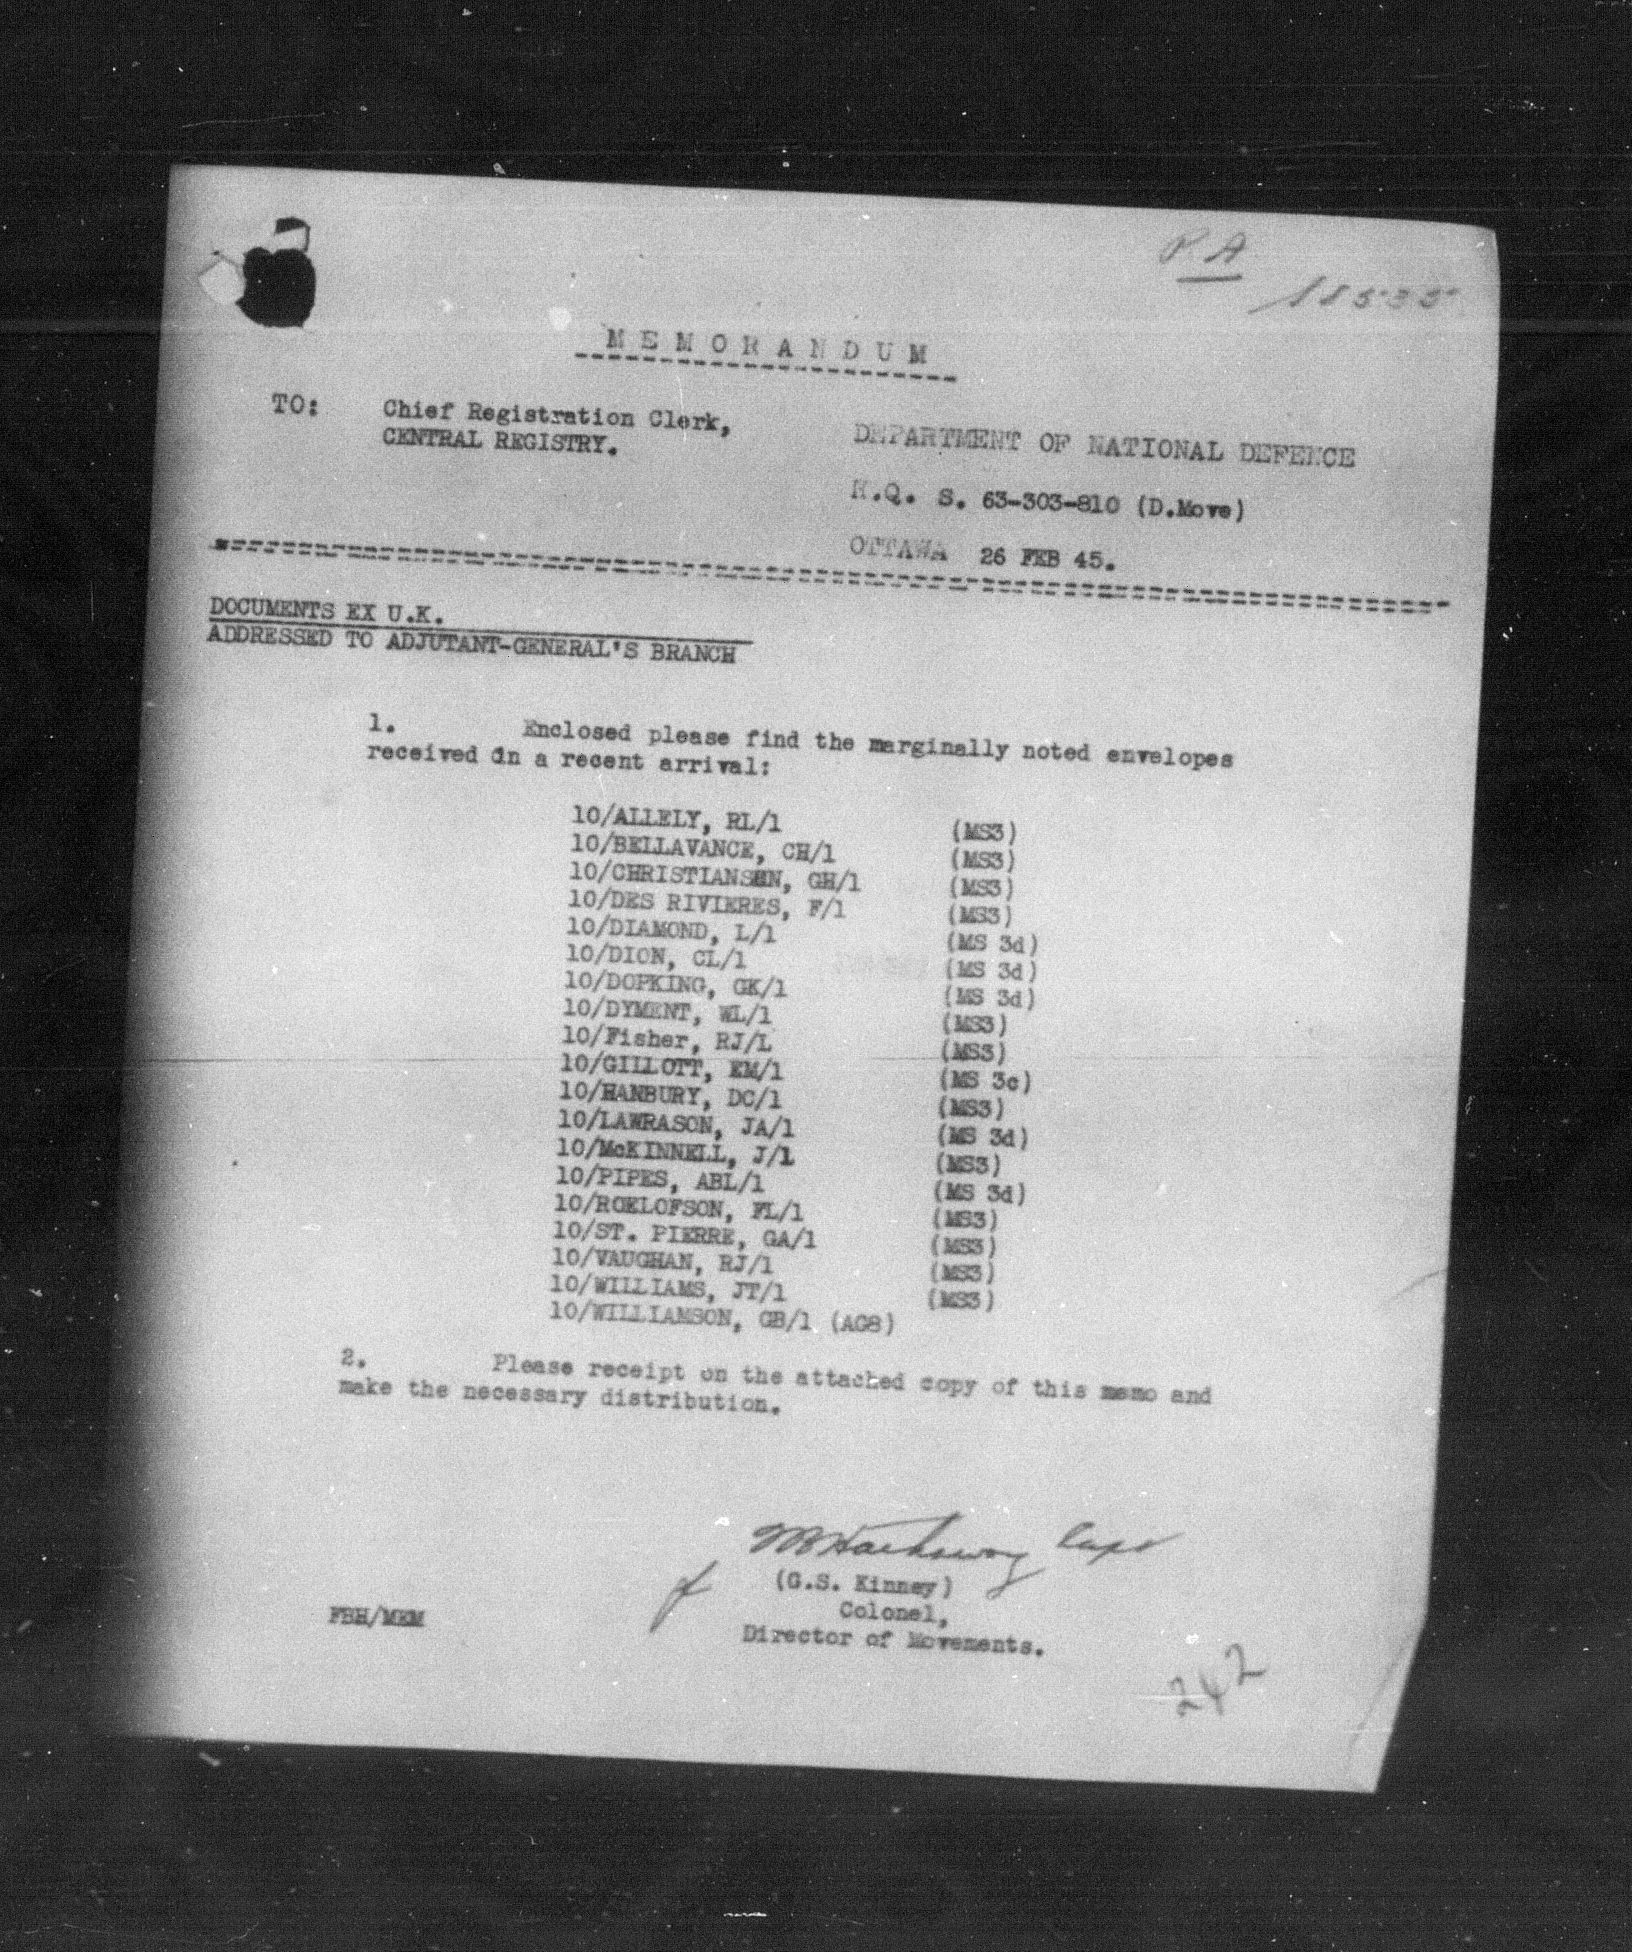 P.A
M E M O R A N D U M
TO: Chief Registration Clerk,
CENTRAL REGISTRY.
DEPARTMENT OF NATIONAL DEFENCE
H.Q. S. 63-303-810 (D.Move)
OTTAWA 26 FEB 45.
DOCUMENTS EX U.K.
ADDRESSED TO ADJUTANT-GENERAL'S BRANCH
1. Enclosed please find the marginally noted envelopes
received in a recent arrival:
10/ALLELY, RL/1 (MS3)
10/BELLAVANCE, CH/1 (MS3)
10/CHRISTIANSEN, GH/1 (MS3)
10/DES RIVIERES, F/1 (MS3)
10/DIAMOND, L/1 (MS 3d)
10/DION, CL/1 (MS 3d)
10/DOPKING, GK/1 (MS 3d)
10/DYMENT, WL/1 (MS3)
10/Fisher, RJ/L (MS3)
10/GILLOTT, EM/1 (MS 3c)
10/HANBURY, DC/1 (MS3)
10/LAWRASON, JA/1 (MS 3d)
10/McKINNELL, J/1 (MS3)
10/PIPES, ABL/1 (MS 3d)
10/ROELOFSON, FL/1 (MS3)
10/ST. PIERRE, GA/1 (MS3)
10/VAUGHAN, RJ/1 (MS3)
10/WILLIAMS, JT/1 (MS3)
10/WILLIAMSON, GB/1 (AG8)
2. Please receipt on the attached copy of this memo and
make the necessary distribution.
Capt
(G.S. Kinney)
Colonel,
Director of Movements.
FBH/MEM
242